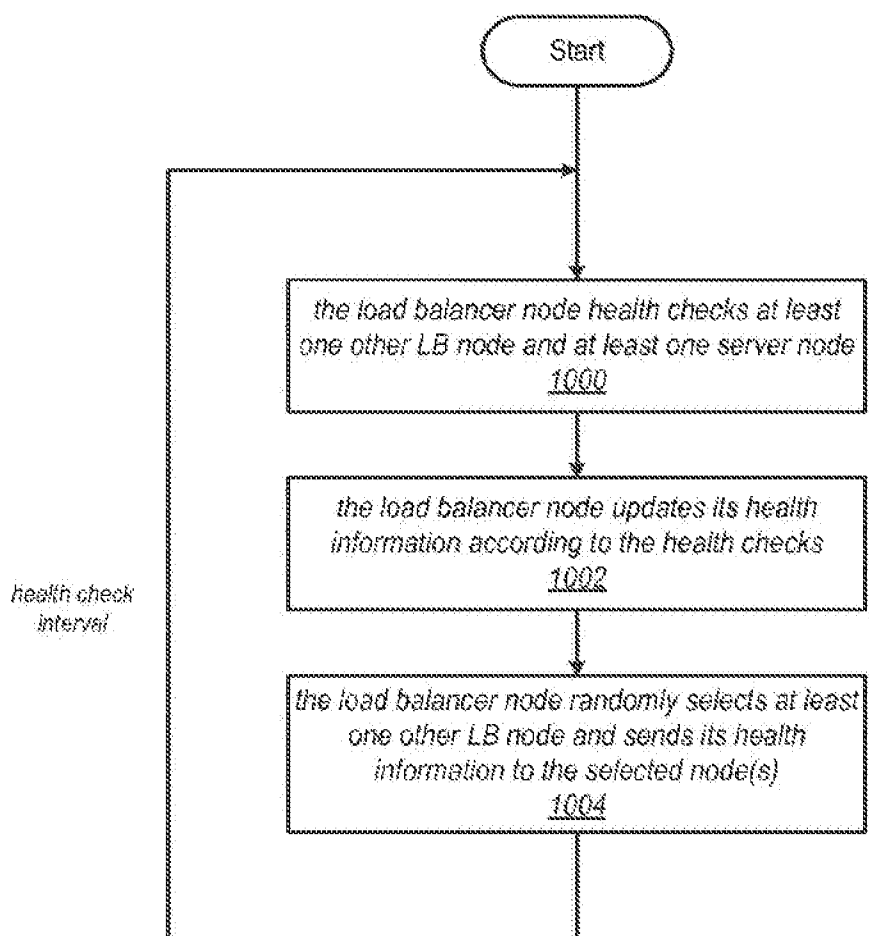 Start
the load balancer node health checks at least
one other LB node and at least one server node
1000
the load balancer node updates its health
information according to the health checks
1002
health check
interval
the load balancer node randomly selects at least
one other LB node and sends its health
information to the selected node(s)
1004